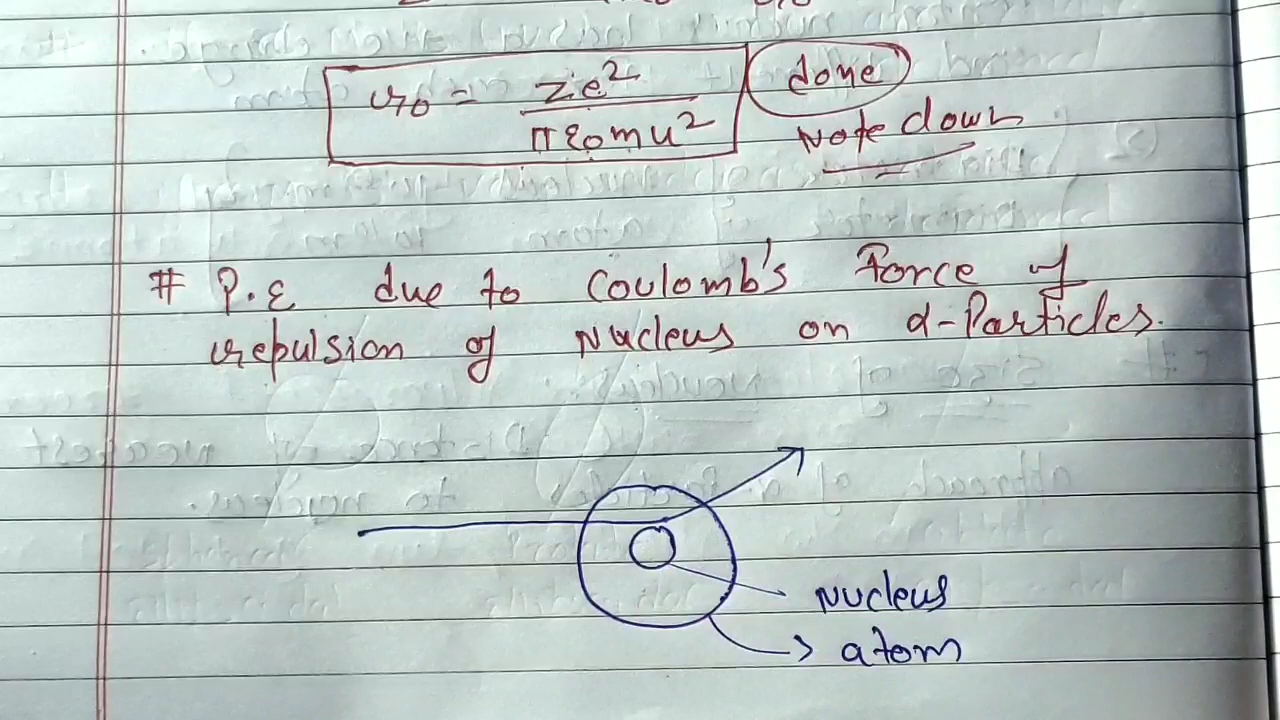 r₀ = Ze² / πε₀mu²
done
Note down
# P.E due to Coulomb's Force of
repulsion of Nucleus on α-Particles.
Nucleus
atom